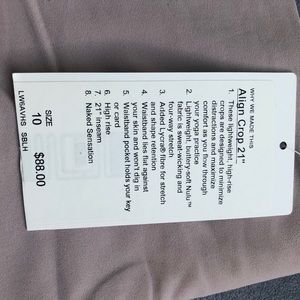 WHY WE MADE THIS
Align Crop 21"
1. These lightweight, high-rise
crops are designed to minimize
distractions and maximize
comfort as you flow through
your yoga practice
2. Lightweight, buttery-soft Nulu™
fabric is sweat-wicking and
four-way stretch
3. Added Lycra® fibre for stretch
and shape retention
4. Waistband lies flat against
your skin and won't dig in
5. Waistband pocket holds your key
or card
6. High rise
7. 21" inseam
8. Naked Sensation
SIZE
10 $88.00
LW6AVHS SBLH